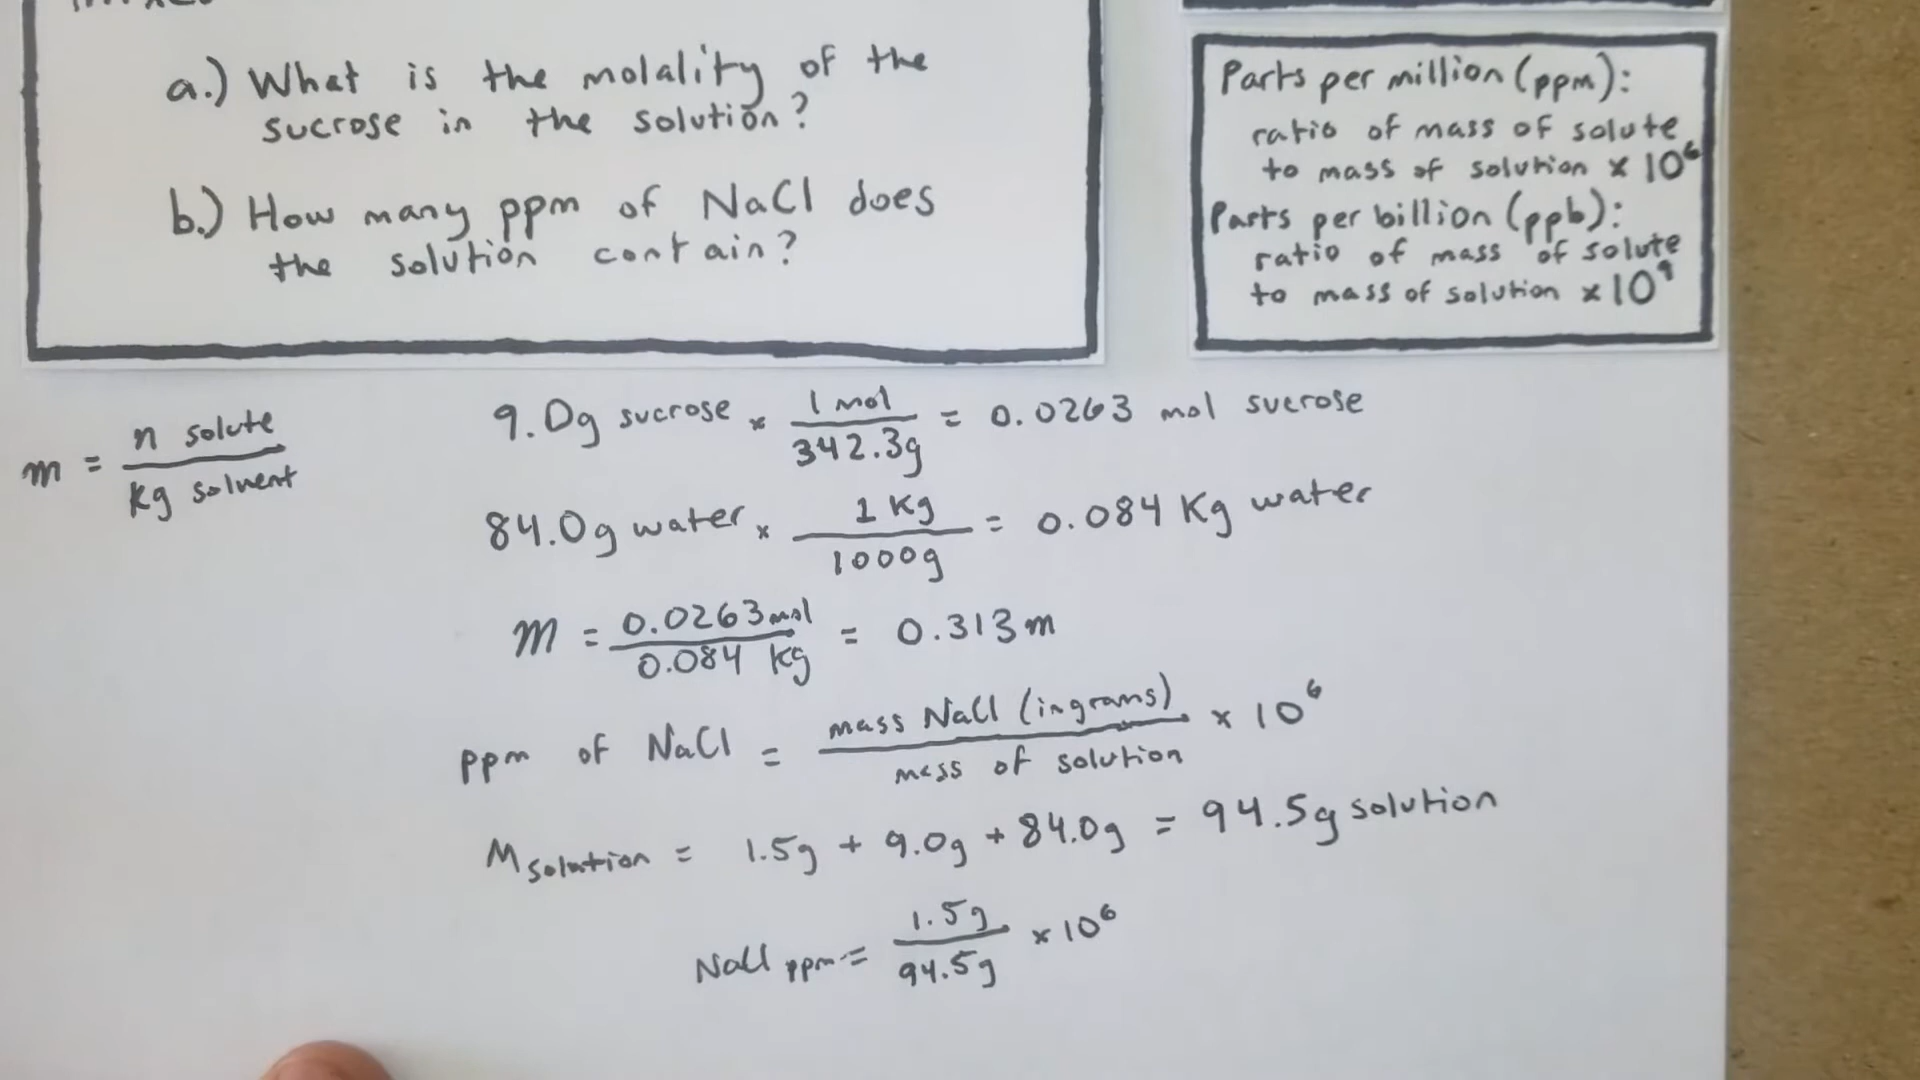 a.) What is the molality of the
sucrose in the solution?
b.) How many ppm of NaCl does
the solution contain?
Parts per million (ppm):
ratio of mass of solute
to mass of solution × 10⁶
Parts per billion (ppb):
ratio of mass of solute
to mass of solution × 10⁹
m = n solute / kg solvent
9.0g sucrose × 1 mol / 342.3g = 0.0263 mol sucrose
84.0g water × 1 Kg / 1000g = 0.084 Kg water
m = 0.0263 mol / 0.084 kg = 0.313 m
ppm of NaCl = mass NaCl (in grams) / mass of solution × 10⁶
M solution = 1.5g + 9.0g + 84.0g = 94.5g solution
NaCl ppm = 1.5g / 94.5g × 10⁶